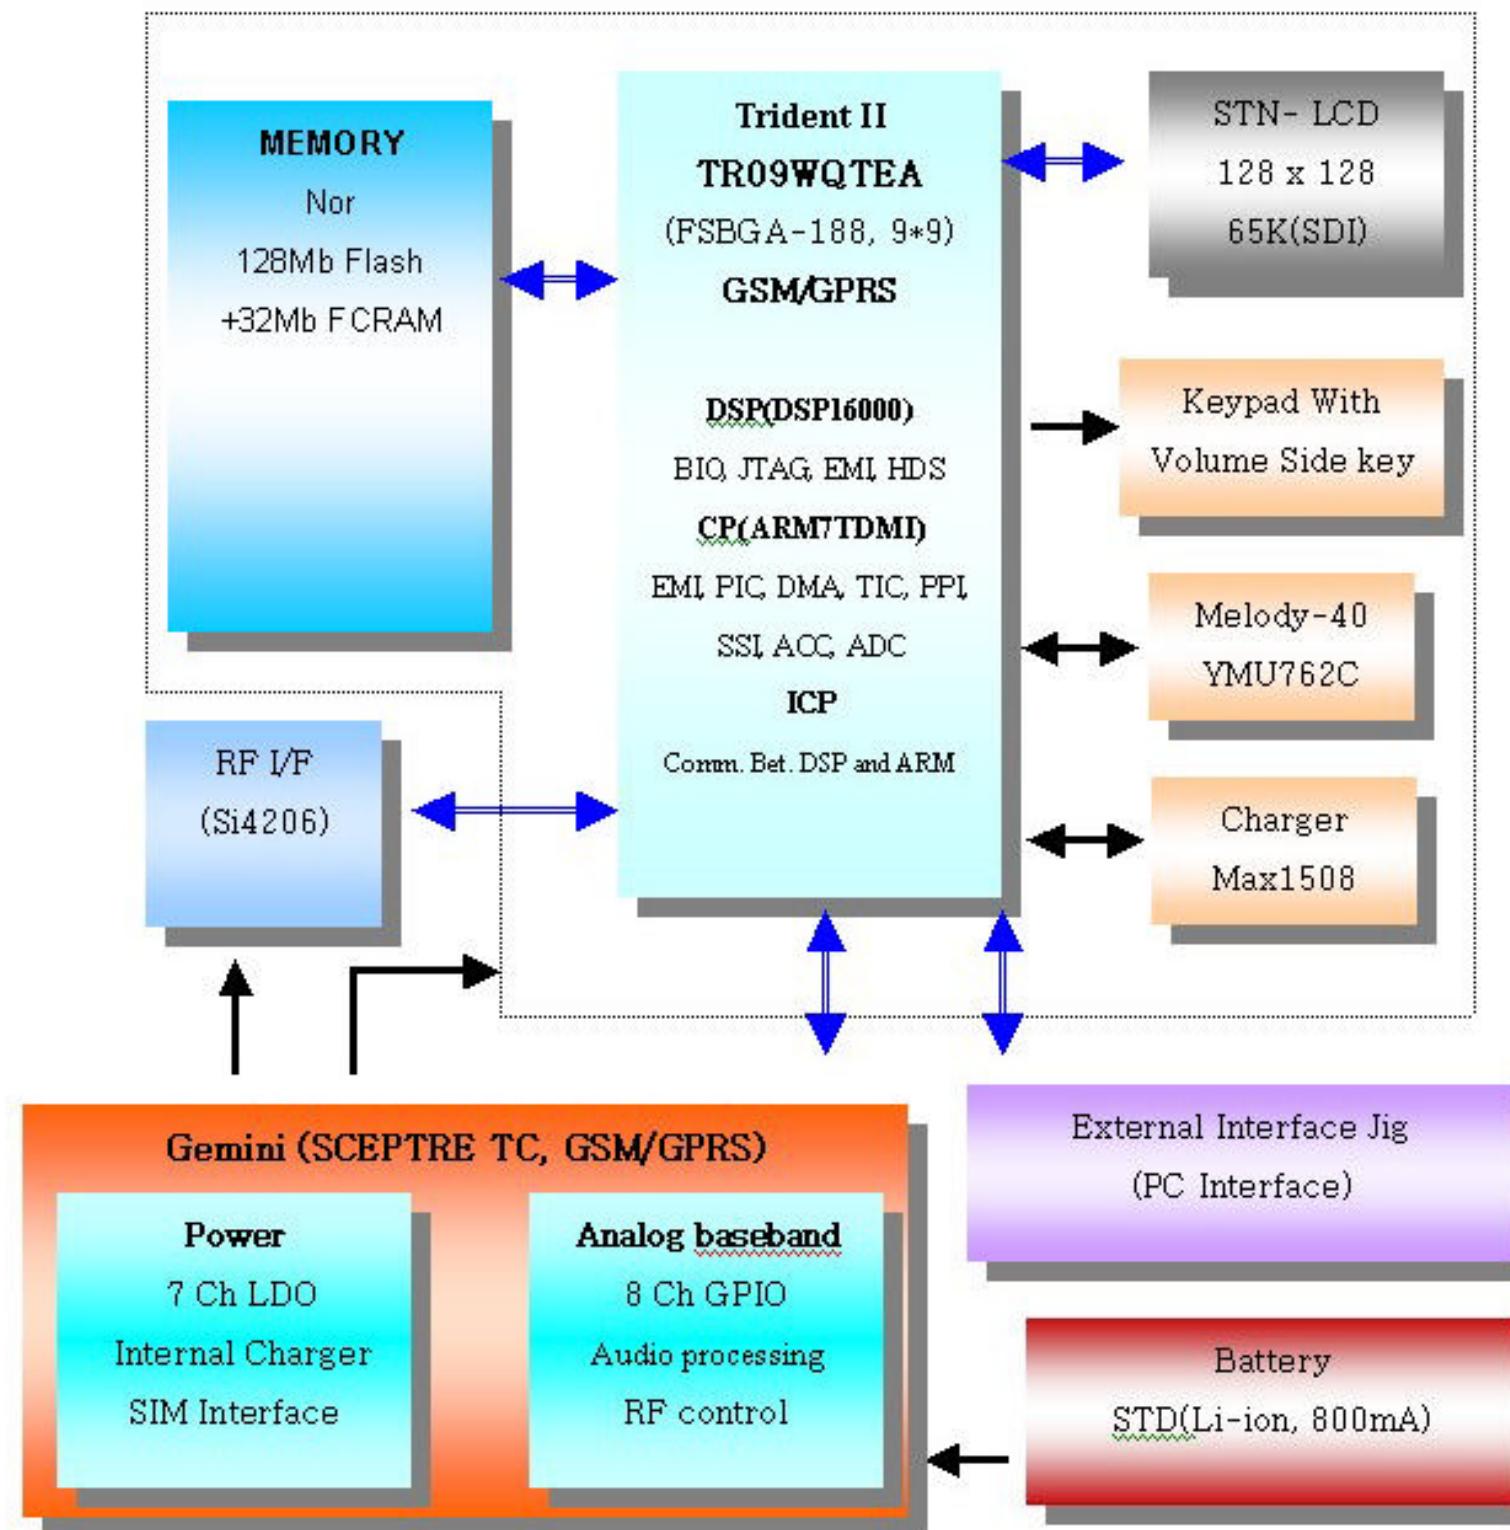 MEMORY
Nor
128Mb Flash
+32Mb FCRAM
Trident II
TR09WQTEA
(FSBGA-188, 9*9)
GSM/GPRS
DSP(DSP16000)
BIO, JTAG, EMI, HDS
CP(ARM7TDMI)
EMI, PIC, DMA, TIC, PPI,
SSI, ACC, ADC
ICP
Comm. Bet. DSP and ARM
STN- LCD
128 x 128
65K(SDI)
Keypad With
Volume Side key
Melody-40
YMU762C
Charger
Max1508
RF I/F
(Si4206)
Gemini (SCEPTRE TC, GSM/GPRS)
Power
7 Ch LDO
Internal Charger
SIM Interface
Analog baseband
8 Ch GPIO
Audio processing
RF control
External Interface Jig
(PC Interface)
Battery
STD(Li-ion, 800mA)